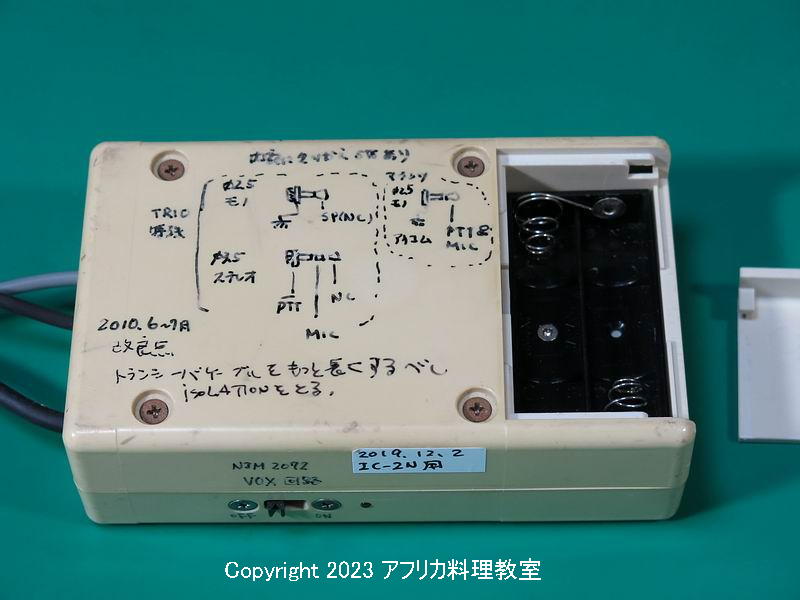 TRIO
φ2.5
モノ
SP(NC)
φ3.5
ステレオ
PTT
MIC
NC
φ2.5
モノ
アイコム
PTT &
MIC
2010.6~7月
改良点
トランシーバケーブルをもっと長くするべし
isoLATIONをとる。
NJM 2072
VOX 回路
OFF
ON
2019.12.2
IC-2N用
Copyright 2023 アフリカ料理教室